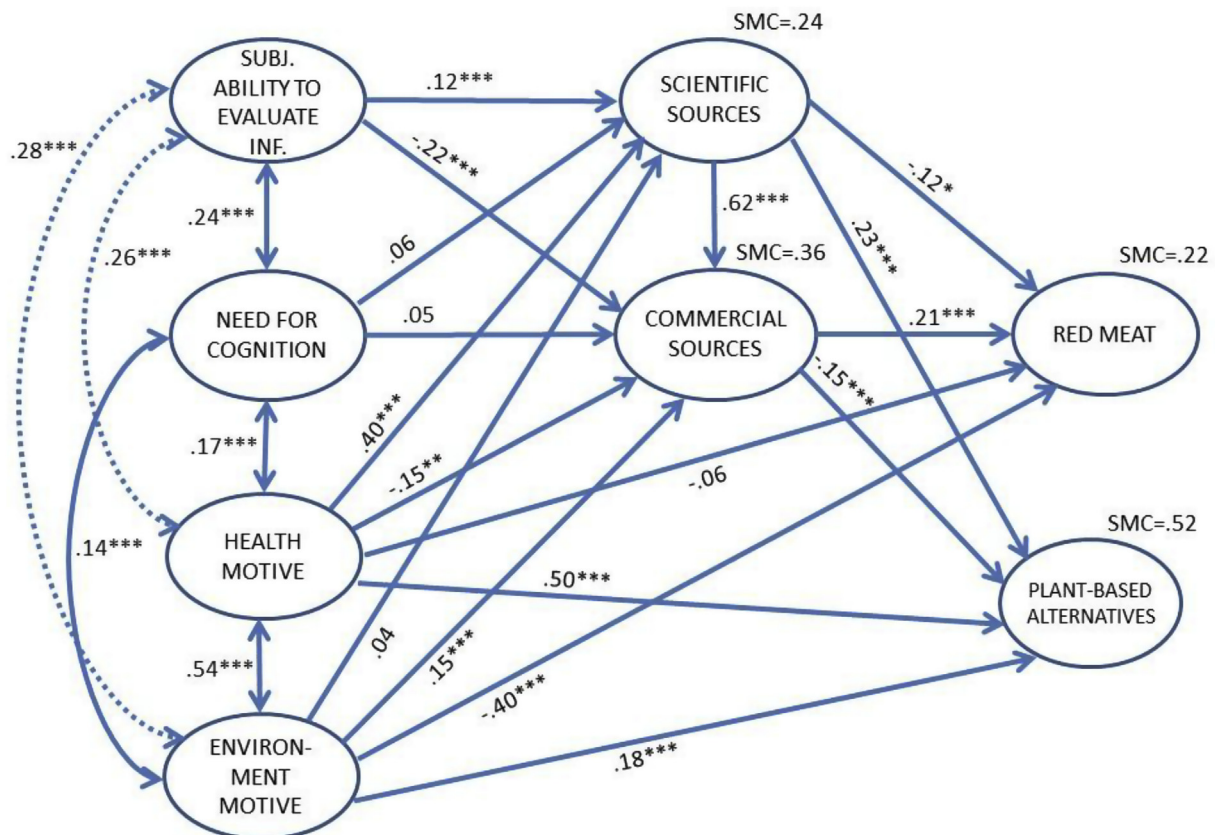 SMC=.24
SUBJ.
ABILITY TO
EVALUATE
INF.
.12***
SCIENTIFIC
SOURCES
-.22***
-.12*
.28***
.24***
.62***
.26***
.06
.23***
SMC=.36
SMC=.22
NEED FOR
COGNITION
.05
COMMERCIAL
SOURCES
.21***
RED MEAT
-.15***
.40***
.17***
-.15**
-.06
SMC=.52
.14***
HEALTH
MOTIVE
.50***
PLANT-BASED
ALTERNATIVES
.04
.15***
.54***
-.40***
ENVIRON-
MENT
MOTIVE
.18***